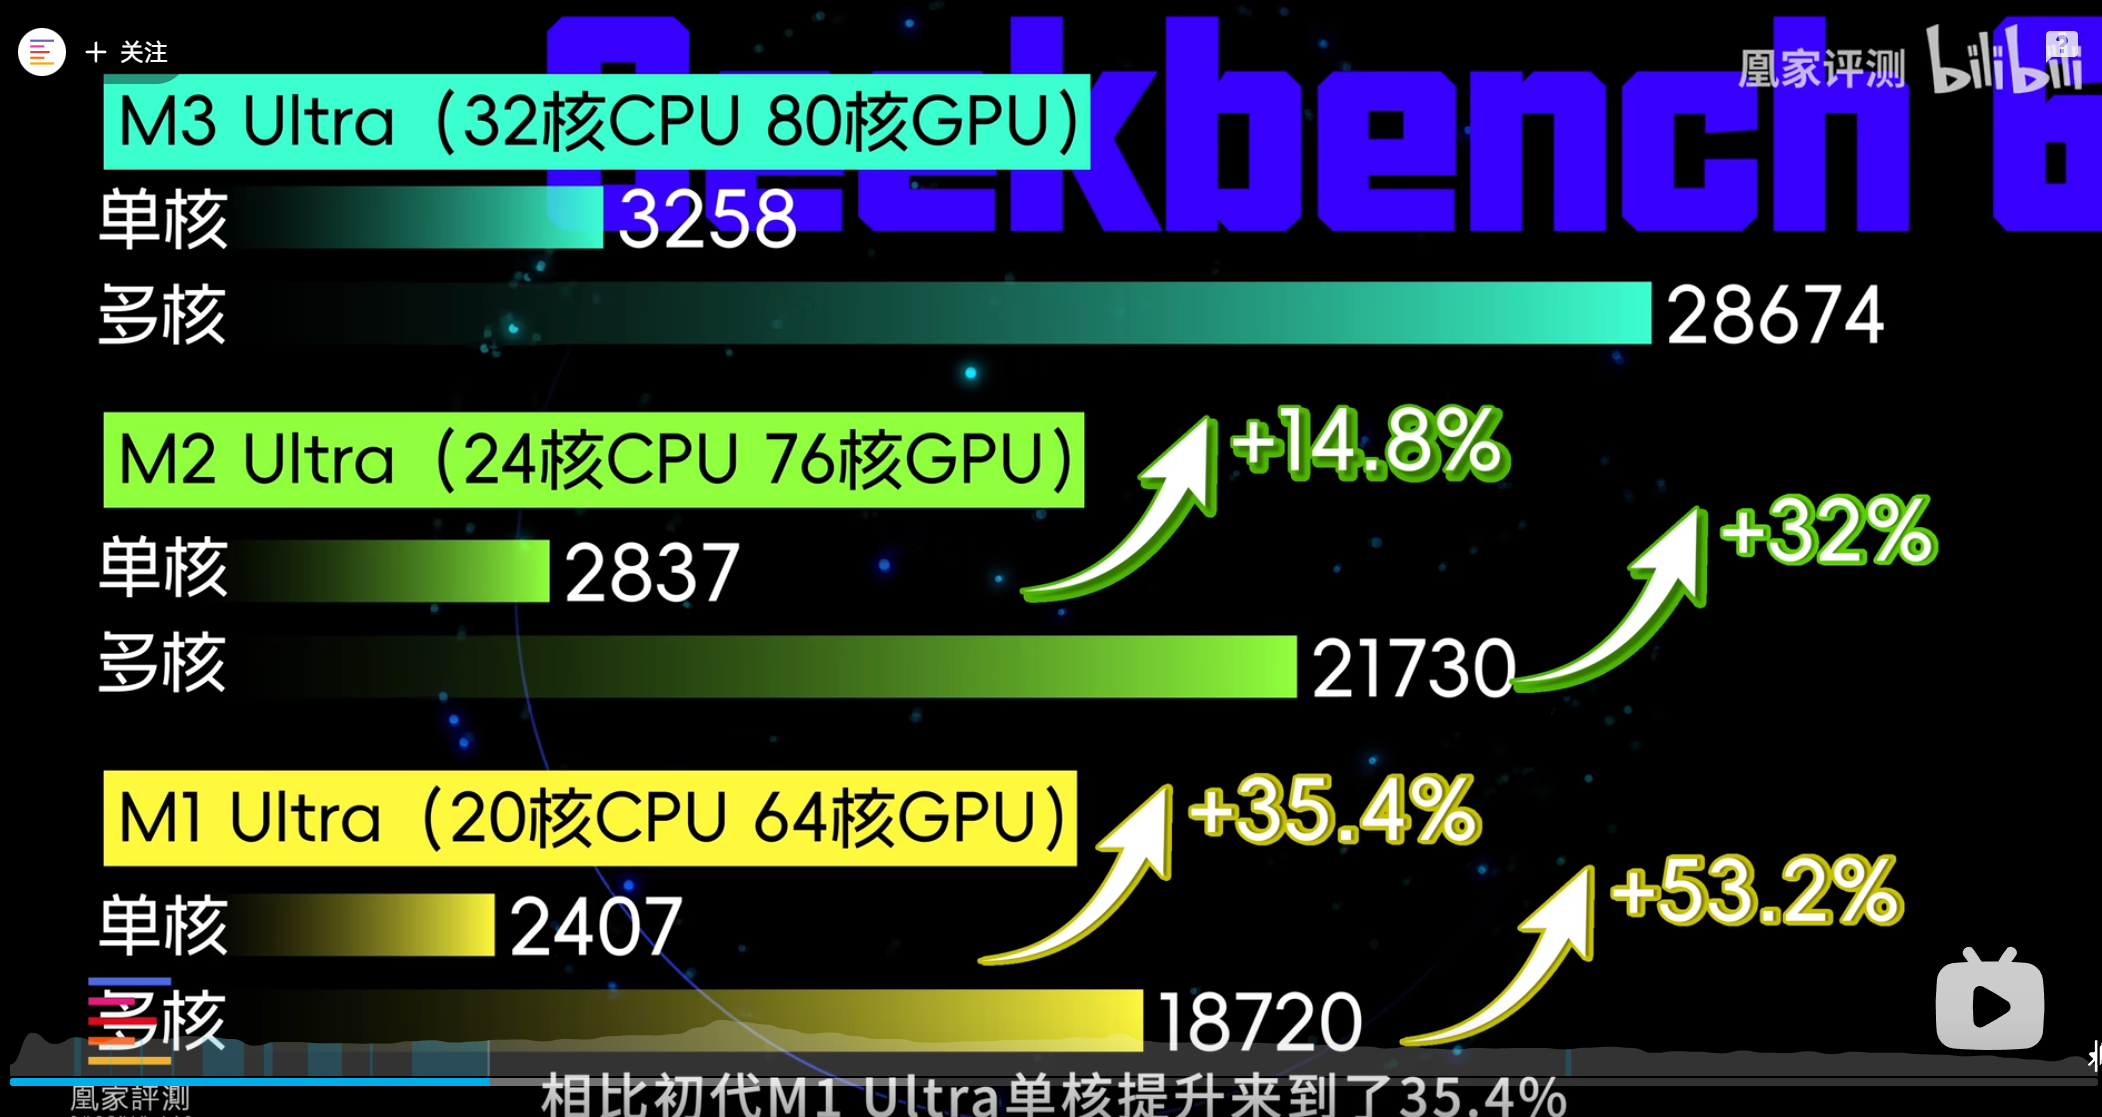 + 关注
Geekbench 6
凰家评测 bilibili
M3 Ultra（32核CPU 80核GPU）
单核 3258
多核 28674
M2 Ultra（24核CPU 76核GPU）
+14.8%
+32%
单核 2837
多核 21730
M1 Ultra（20核CPU 64核GPU）
+35.4%
+53.2%
单核 2407
多核 18720
凰家評測
相比初代M1 Ultra单核提升来到了35.4%